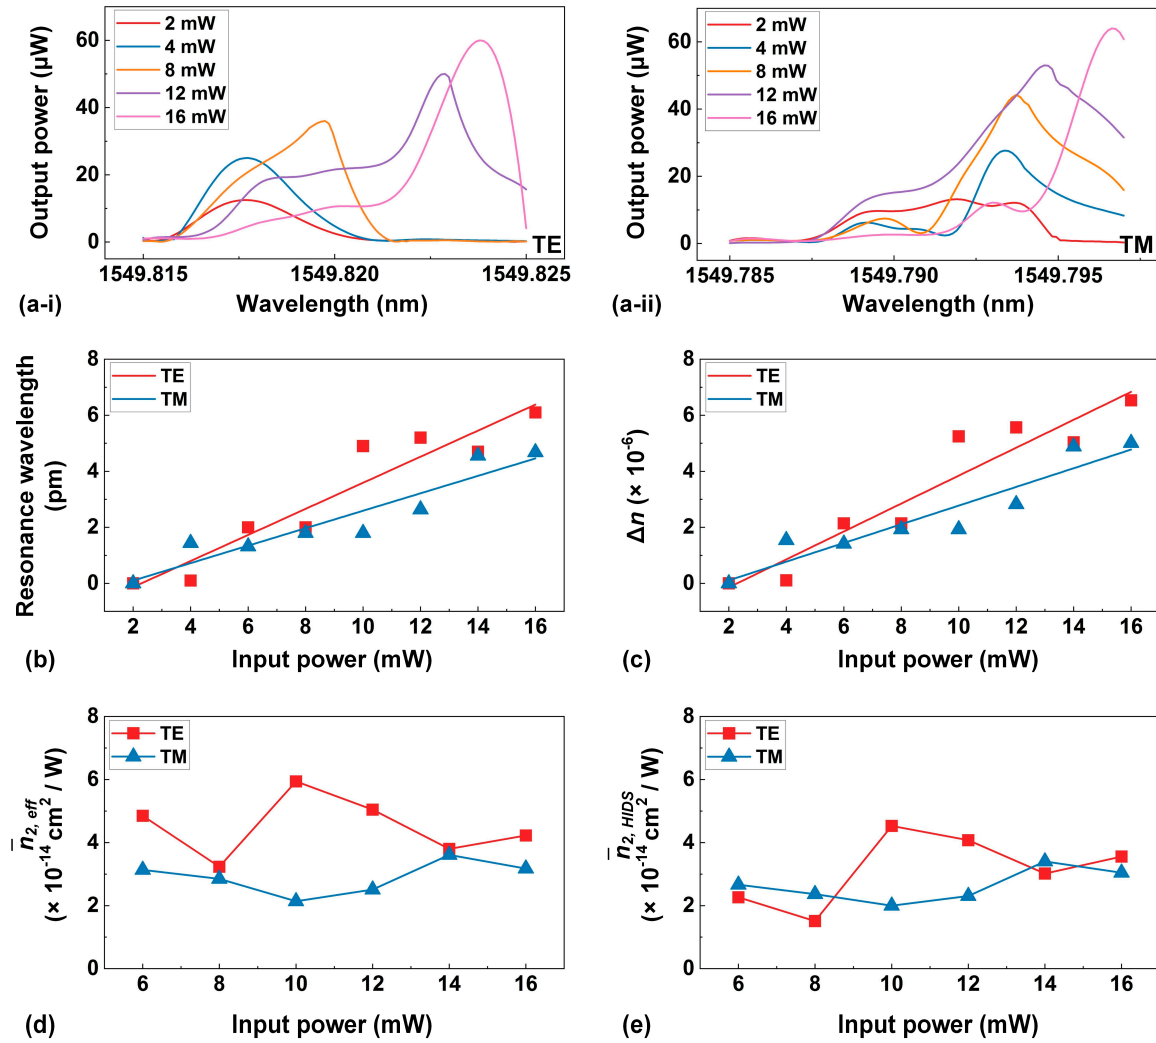 2 mW
4 mW
8 mW
12 mW
16 mW
60
40
20
0
Output power (μW)
TE
1549.815 1549.820 1549.825
Wavelength (nm)
(a-i)
2 mW
4 mW
8 mW
12 mW
16 mW
60
40
20
0
Output power (μW)
TM
1549.785 1549.790 1549.795
Wavelength (nm)
(a-ii)
TE
TM
8
6
4
2
0
Resonance wavelength
(pm)
2 4 6 8 10 12 14 16
Input power (mW)
(b)
TE
TM
8
6
4
2
0
Δn (× 10-6)
2 4 6 8 10 12 14 16
Input power (mW)
(c)
TE
TM
8
6
4
2
0
n̅2, eff
(× 10-14 cm2 / W)
6 8 10 12 14 16
Input power (mW)
(d)
TE
TM
8
6
4
2
0
n̅2, HIDS
(× 10-14 cm2 / W)
6 8 10 12 14 16
Input power (mW)
(e)